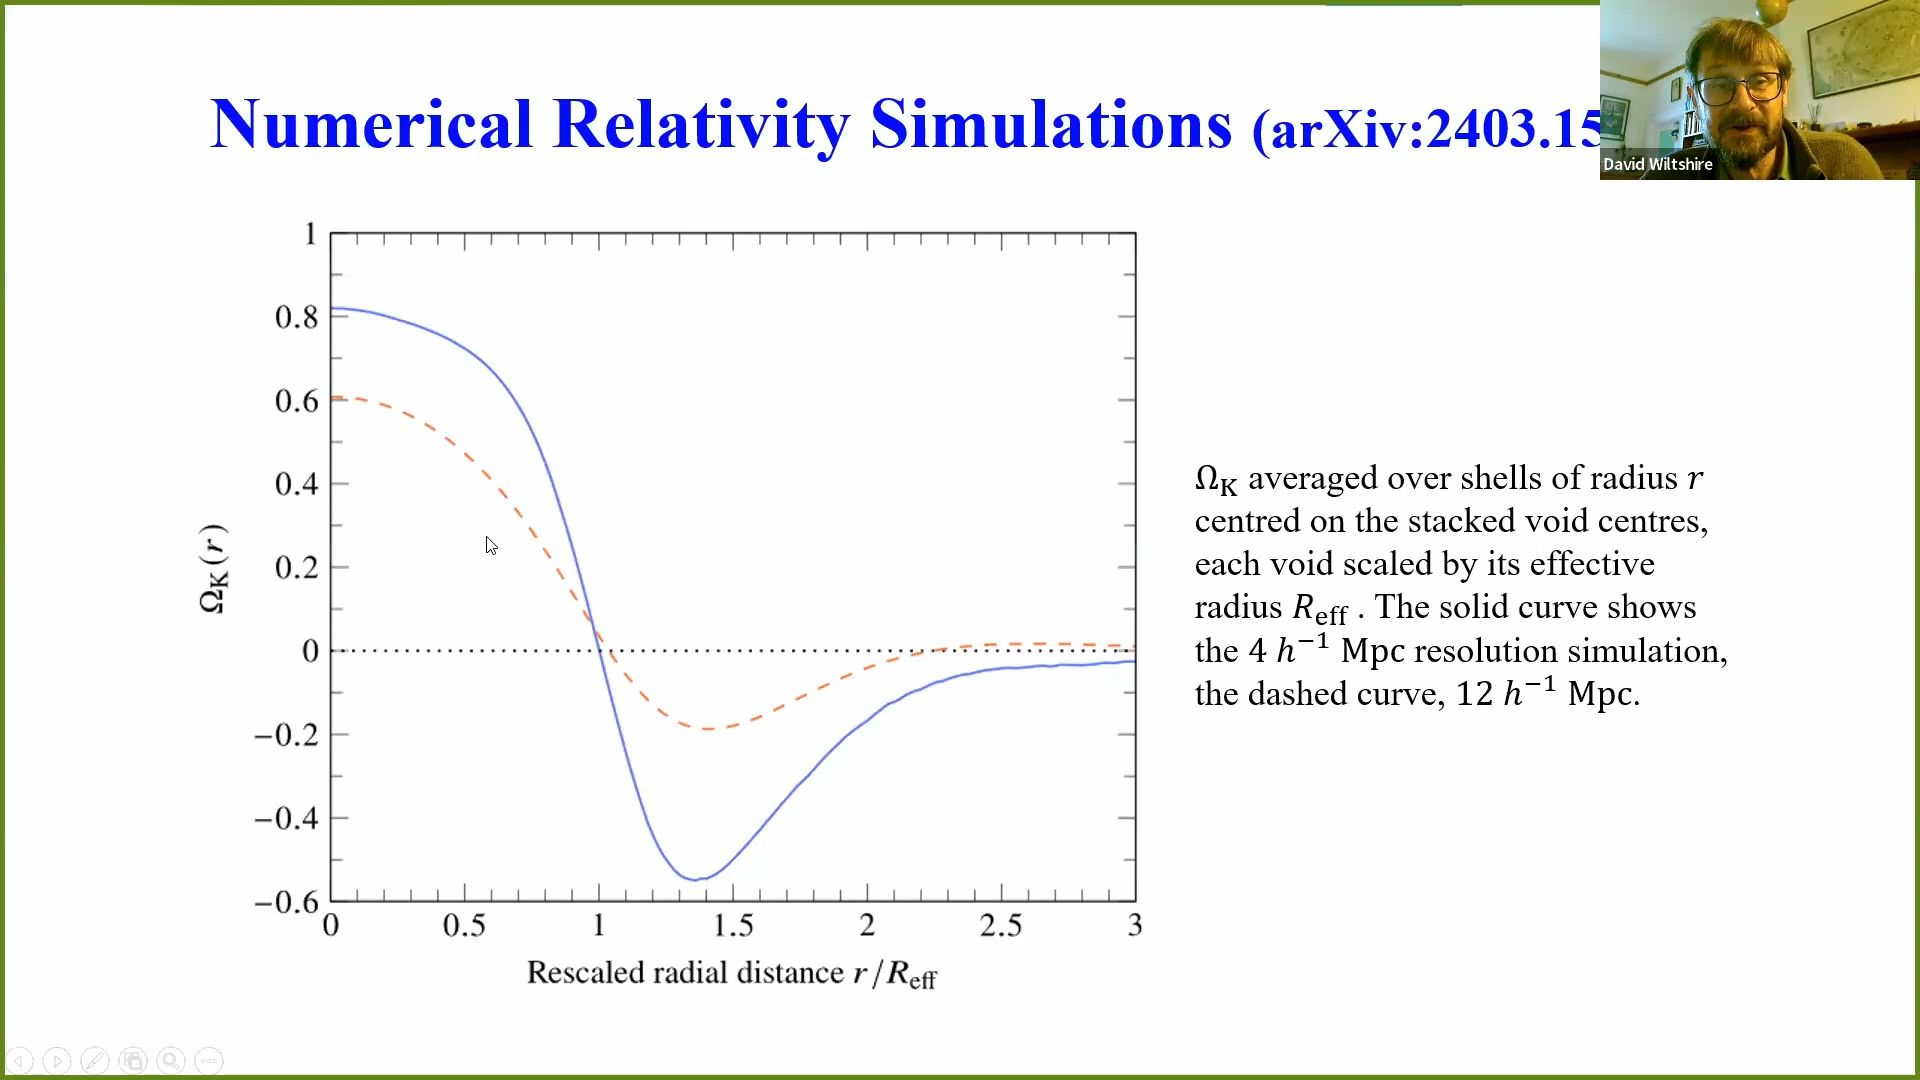 Numerical Relativity Simulations (arXiv:2403.15
David Wiltshire
1
0.8
0.6
0.4
0.2
0
−0.2
−0.4
−0.6
Ω_K(r)
0 0.5 1 1.5 2 2.5 3
Rescaled radial distance r/R_eff
Ω_K averaged over shells of radius r
centred on the stacked void centres,
each void scaled by its effective
radius R_eff . The solid curve shows
the 4 h⁻¹ Mpc resolution simulation,
the dashed curve, 12 h⁻¹ Mpc.